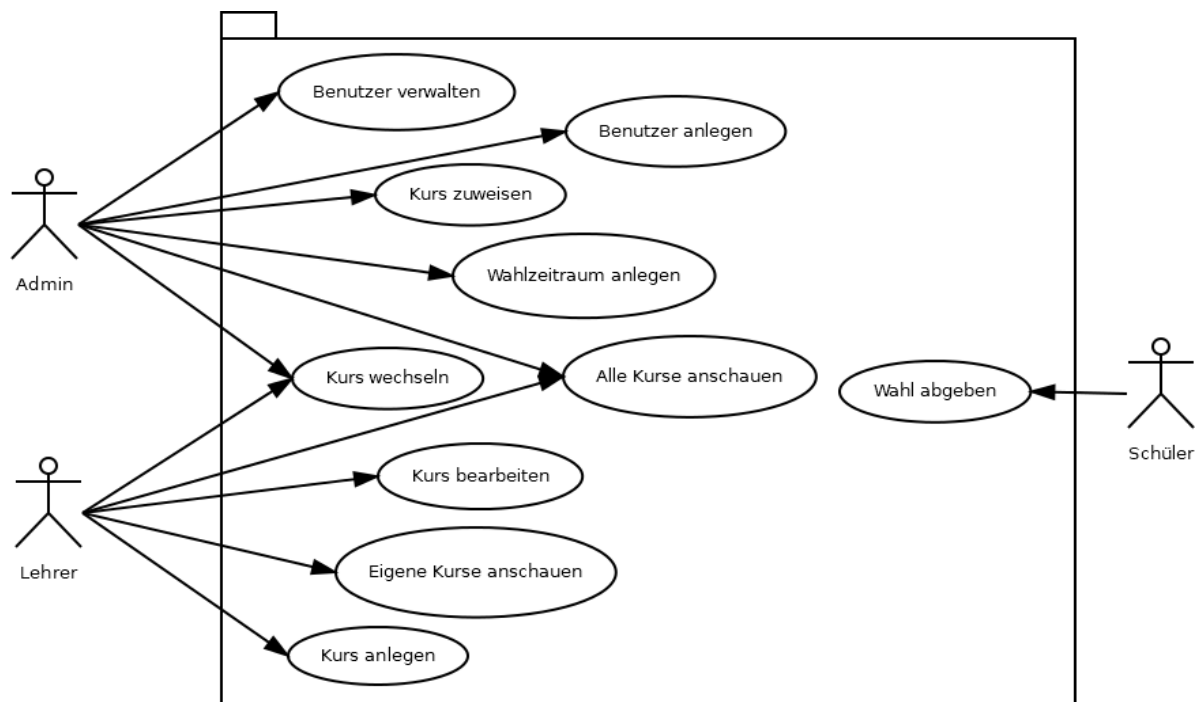 Benutzer verwalten
Benutzer anlegen
Kurs zuweisen
Wahlzeitraum anlegen
Admin
Kurs wechseln
Alle Kurse anschauen
Wahl abgeben
Schüler
Kurs bearbeiten
Lehrer
Eigene Kurse anschauen
Kurs anlegen